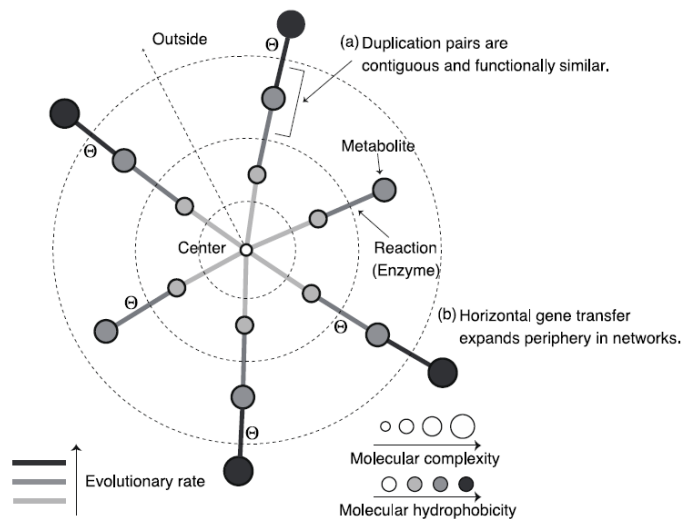 Outside
Θ
(a) Duplication pairs are
contiguous and functionally similar.
Θ
Metabolite
Center
Reaction
(Enzyme)
Θ
Θ
(b) Horizontal gene transfer
expands periphery in networks.
Θ
Evolutionary rate
Molecular complexity
Molecular hydrophobicity